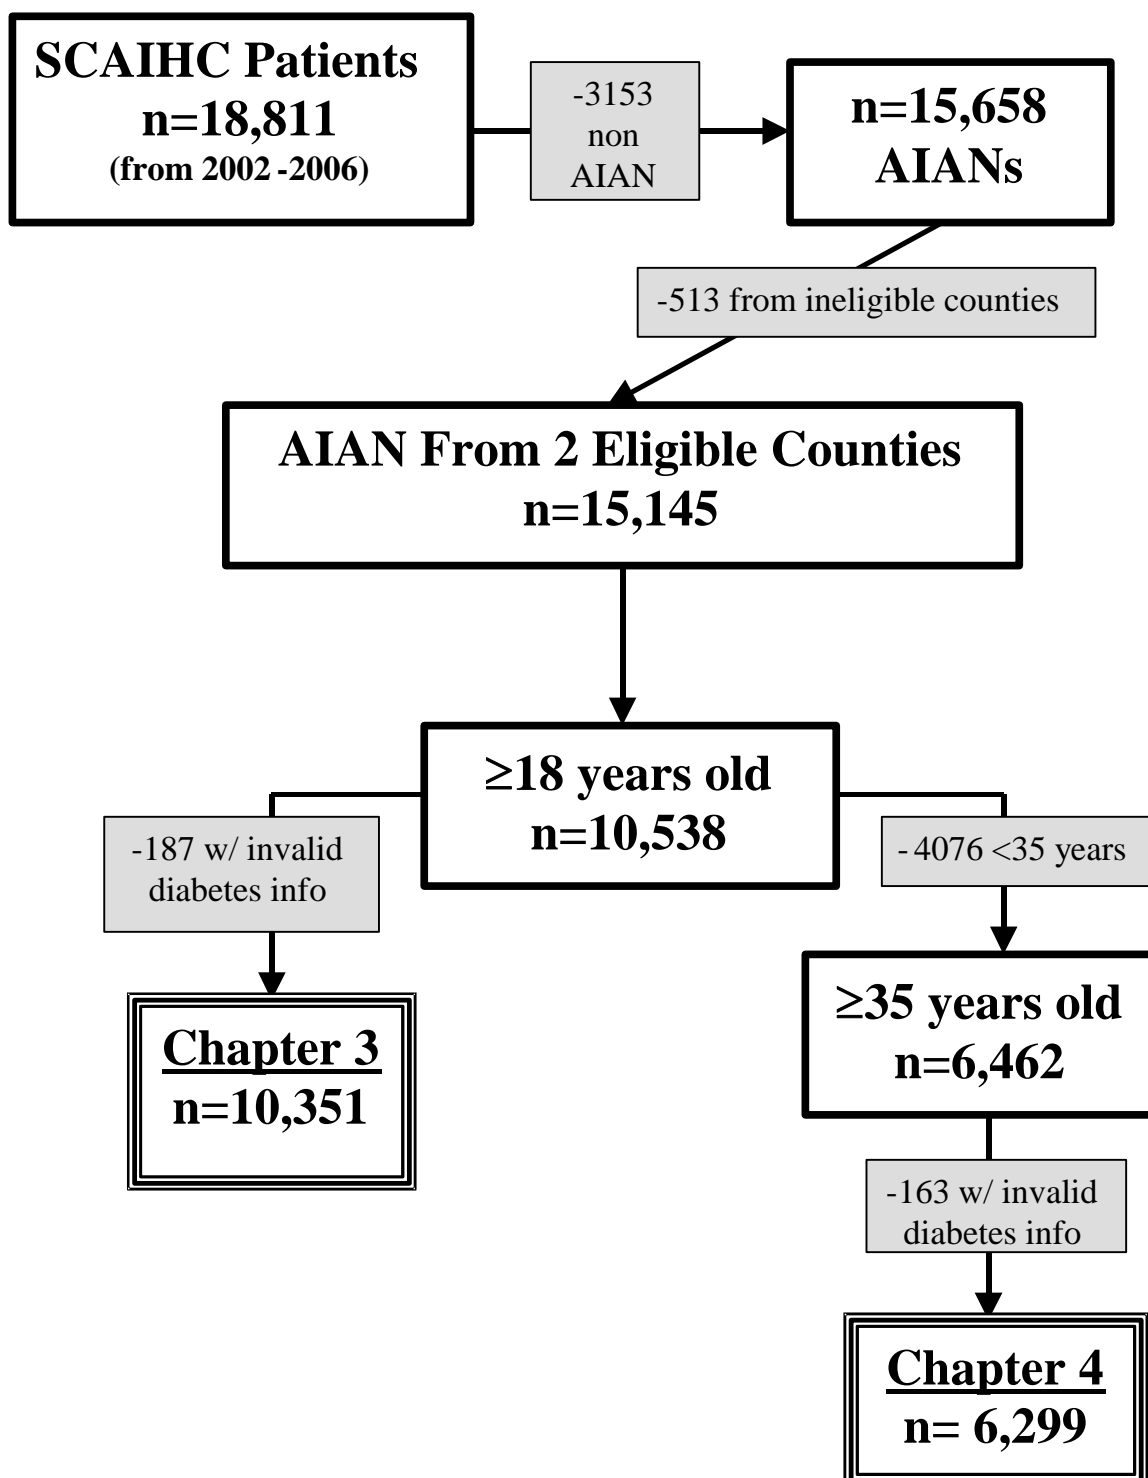 SCAIHC Patients
n=18,811
(from 2002 -2006)
-3153
non
AIAN
n=15,658
AIANs
-513 from ineligible counties
AIAN From 2 Eligible Counties
n=15,145
≥18 years old
n=10,538
-187 w/ invalid
diabetes info
- 4076 <35 years
Chapter 3
n=10,351
≥35 years old
n=6,462
-163 w/ invalid
diabetes info
Chapter 4
n= 6,299